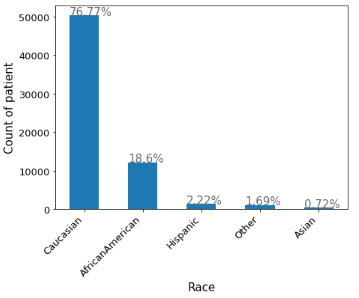 76.77%
50000
40000
30000
20000
10000
0
18.6%
2.22%
1.69%
0.72%
Count of patient
Caucasian
AfricanAmerican
Hispanic
Other
Asian
Race